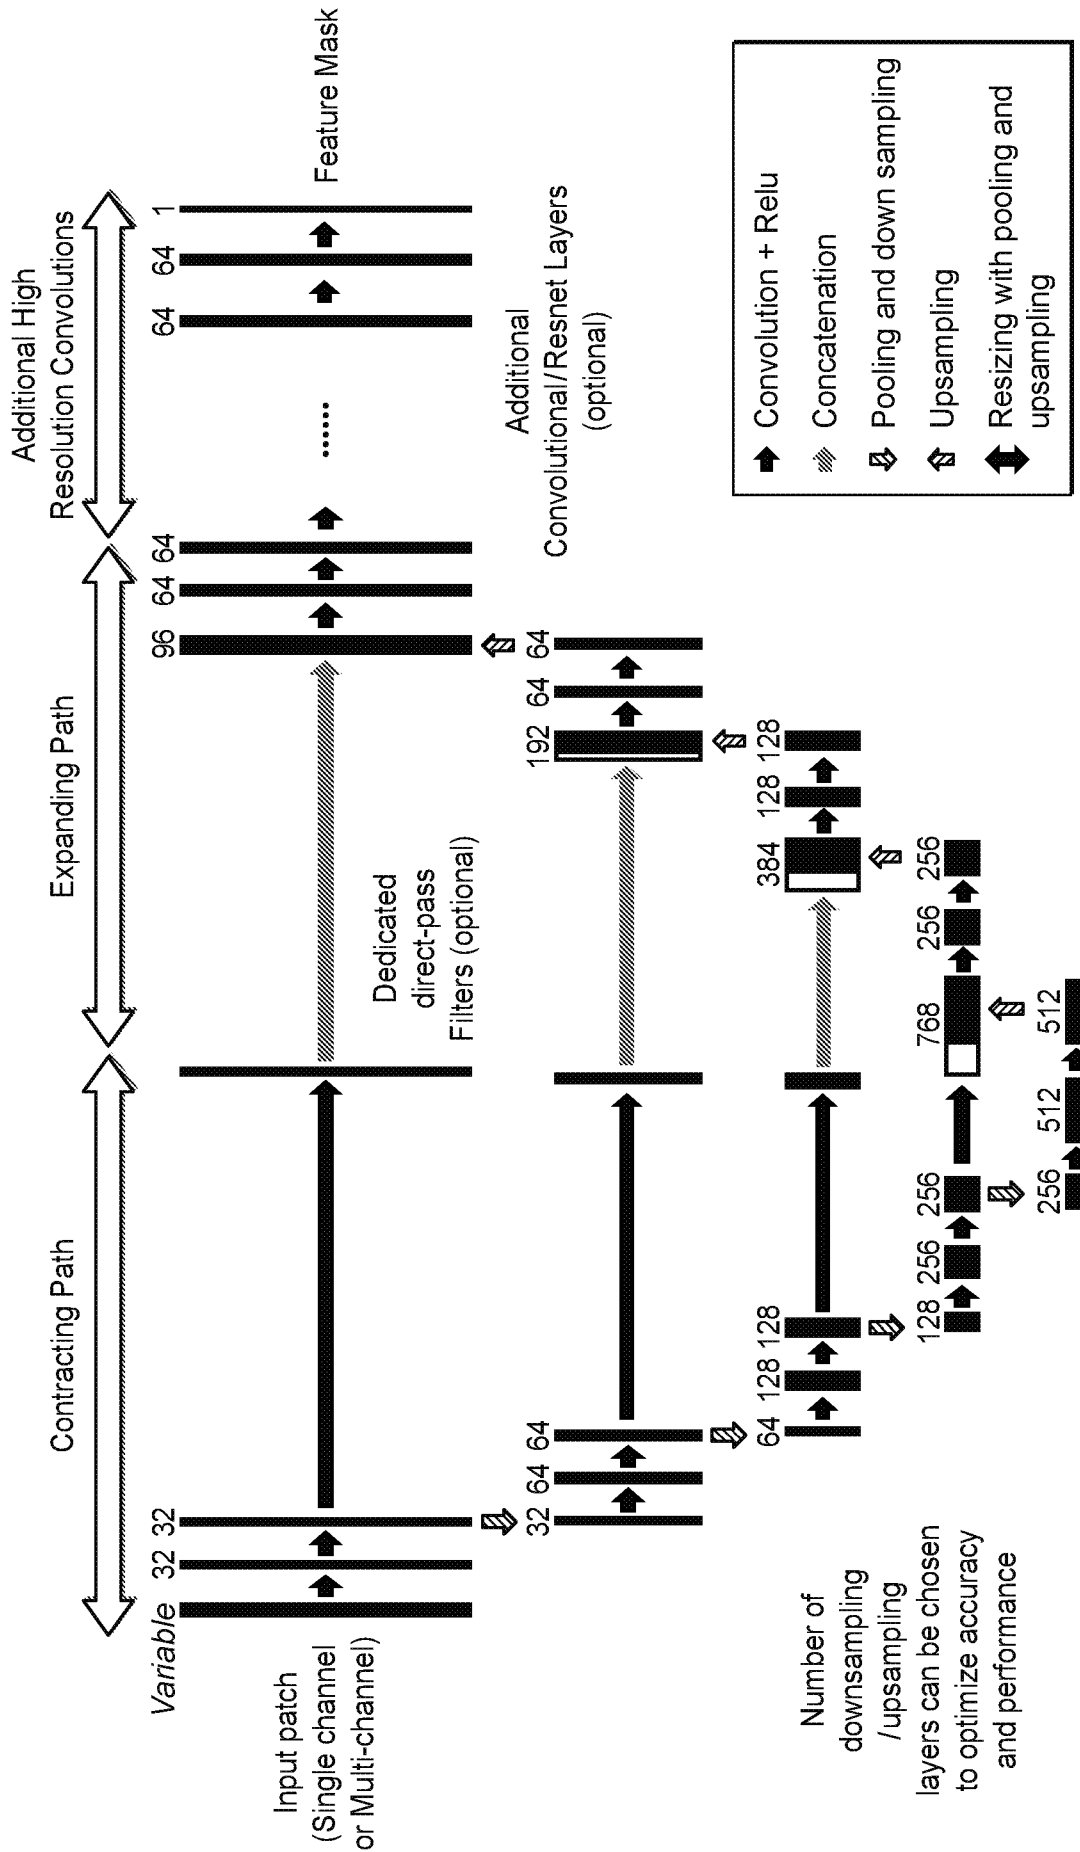 Contracting Path
Expanding Path
Additional High
Resolution Convolutions
Variable
32
32
96
64
64
64
64
1
Input patch
(Single channel
or Multi-channel)
Dedicated
direct-pass
Filters (optional)
Feature Mask
......
32
64
64
192
64
64
Additional
Convolutional/Resnet Layers
(optional)
64
128
128
384
128
128
128
256
256
768
256
256
256
512
512
Number of
downsampling
/upsampling
layers can be chosen
to optimize accuracy
and performance
Convolution + Relu
Concatenation
Pooling and down sampling
Upsampling
Resizing with pooling and
upsampling